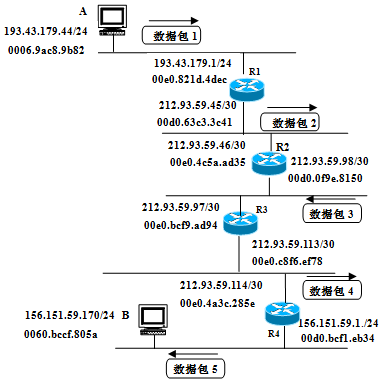 A
193.43.179.44/24
0006.9ac8.9b82
数据包 1
193.43.179.1/24
00e0.821d.4dec
R1
212.93.59.45/30
00d0.63c3.3c41
数据包 2
212.93.59.46/30
00e0.4c5a.ad35
R2
212.93.59.98/30
00d0.0f9e.8150
212.93.59.97/30
00e0.bcf9.ad94
R3
数据包 3
212.93.59.113/30
00e0.c8f6.ef78
212.93.59.114/30
00e0.4a3c.285e
数据包 4
156.151.59.170/24
0060.bccf.805a
B
156.151.59.1./24
00d0.bcf1.eb34
R4
数据包 5